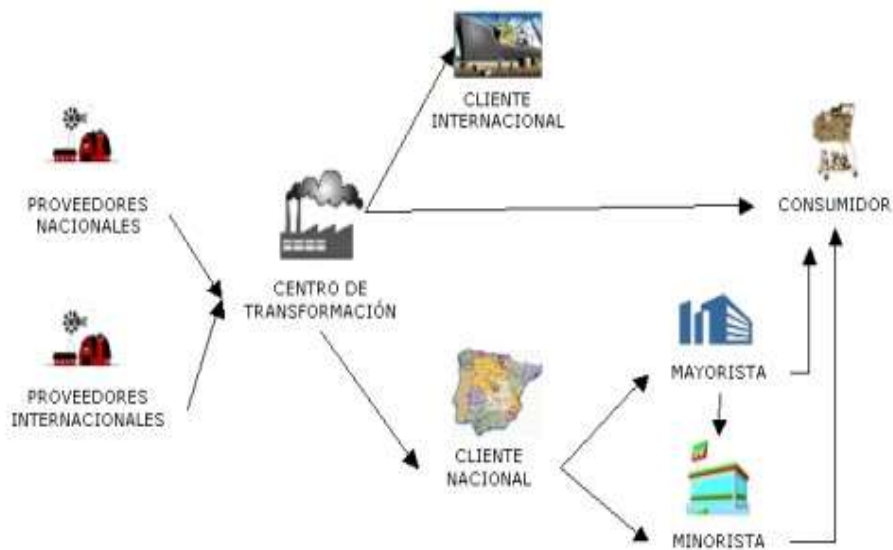 CLIENTE
INTERNACIONAL
PROVEEDORES
NACIONALES
CONSUMIDOR
CENTRO DE
TRANSFORMACIÓN
PROVEEDORES
INTERNACIONALES
MAYORISTA
CLIENTE
NACIONAL
MINORISTA